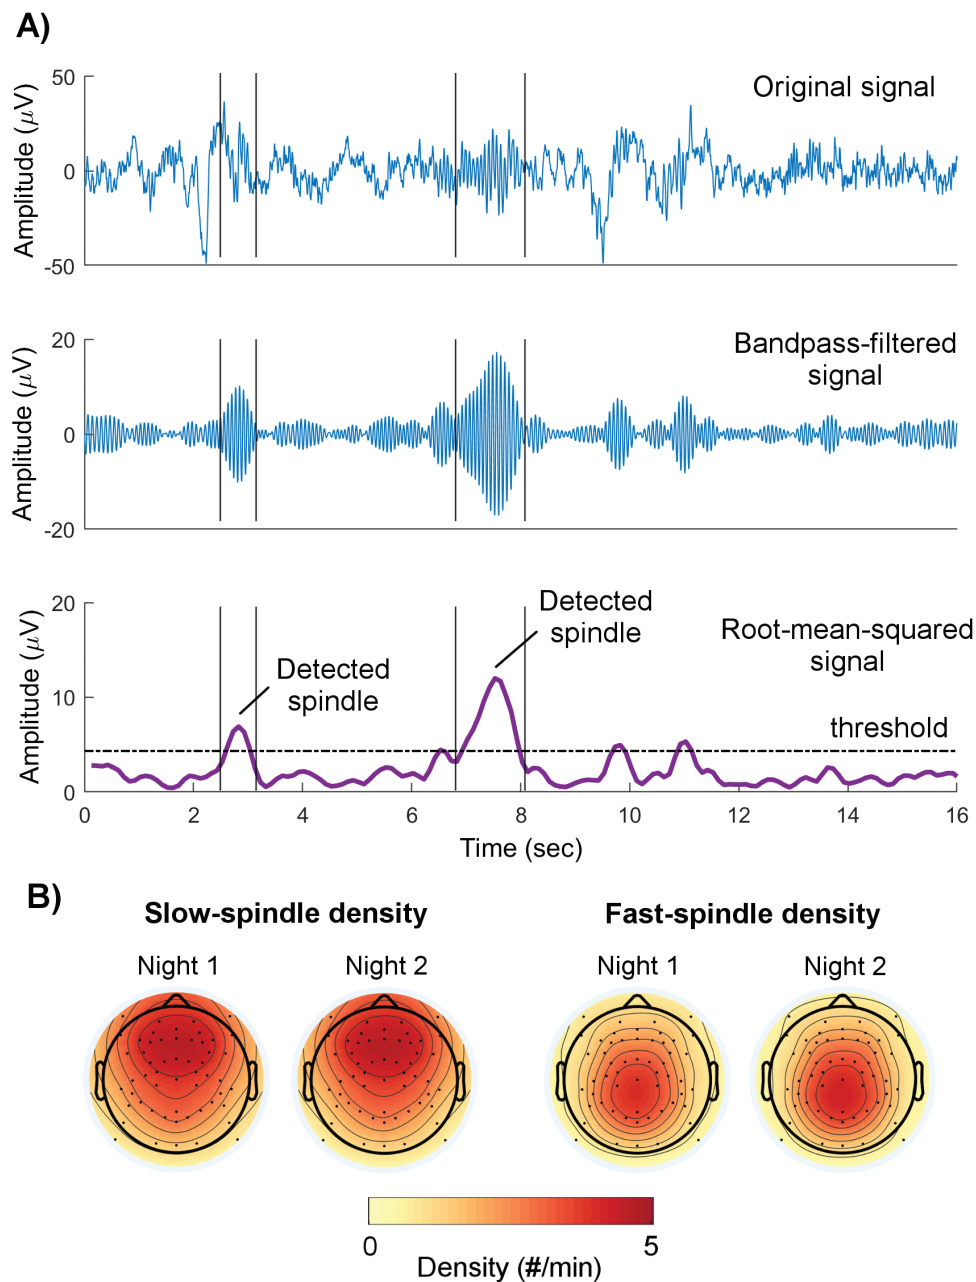 A)
50
0
-50
Amplitude (μV)
Original signal
20
0
-20
Amplitude (μV)
Bandpass-filtered
signal
20
10
0
Amplitude (μV)
Detected
spindle
Detected
spindle
Root-mean-squared
signal
threshold
0 2 4 6 8 10 12 14 16
Time (sec)
B)
Slow-spindle density Fast-spindle density
Night 1 Night 2 Night 1 Night 2
0 5
Density (#/min)